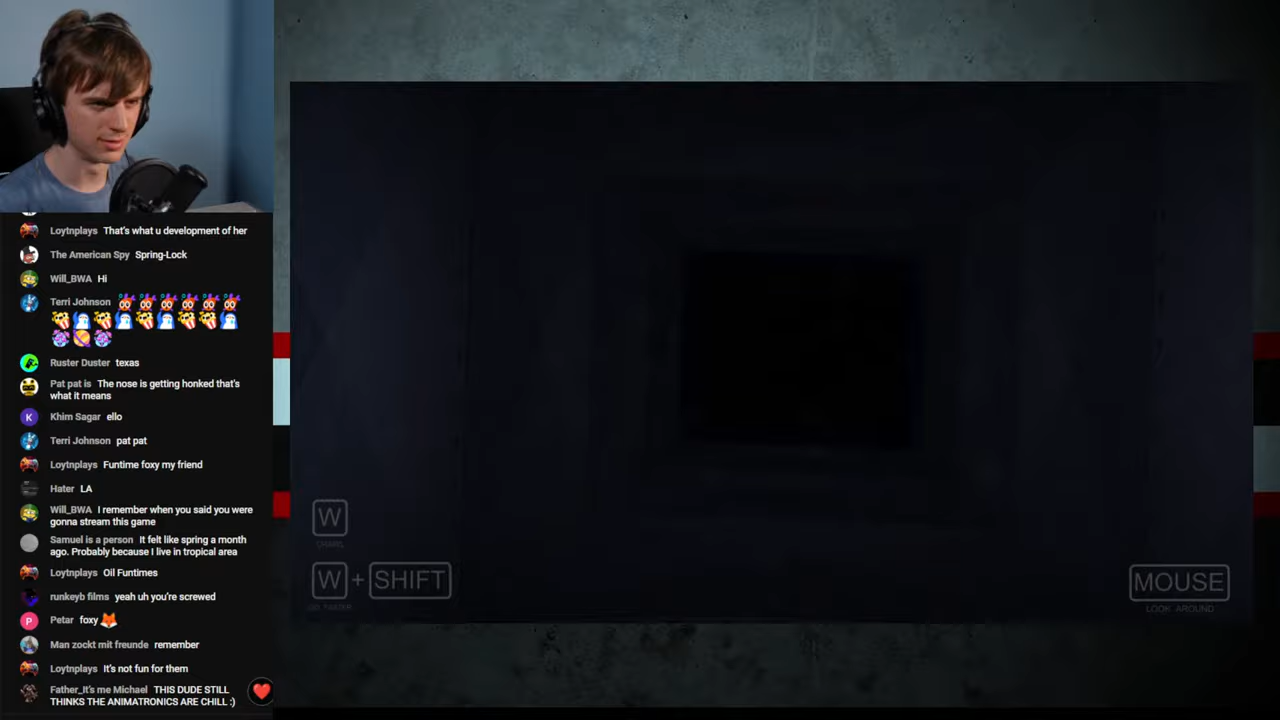 Loytnplays That's what u development of her
The American Spy Spring-Lock
Will_BWA Hi
Terri Johnson
Ruster Duster texas
Pat pat is The nose is getting honked that's
what it means
K Khim Sagar ello
Terri Johnson pat pat
Loytnplays Funtime foxy my friend
Hater LA
Will_BWA I remember when you said you were
gonna stream this game
Samuel is a person It felt like spring a month
ago. Probably because I live in tropical area
Loytnplays Oil Funtimes
runkeyb films yeah uh you're screwed
P Petar foxy
Man zockt mit freunde remember
Loytnplays It's not fun for them
Father_It's me Michael THIS DUDE STILL
THINKS THE ANIMATRONICS ARE CHILL :)
W
CRAWL
W + SHIFT
GO FASTER
MOUSE
LOOK AROUND